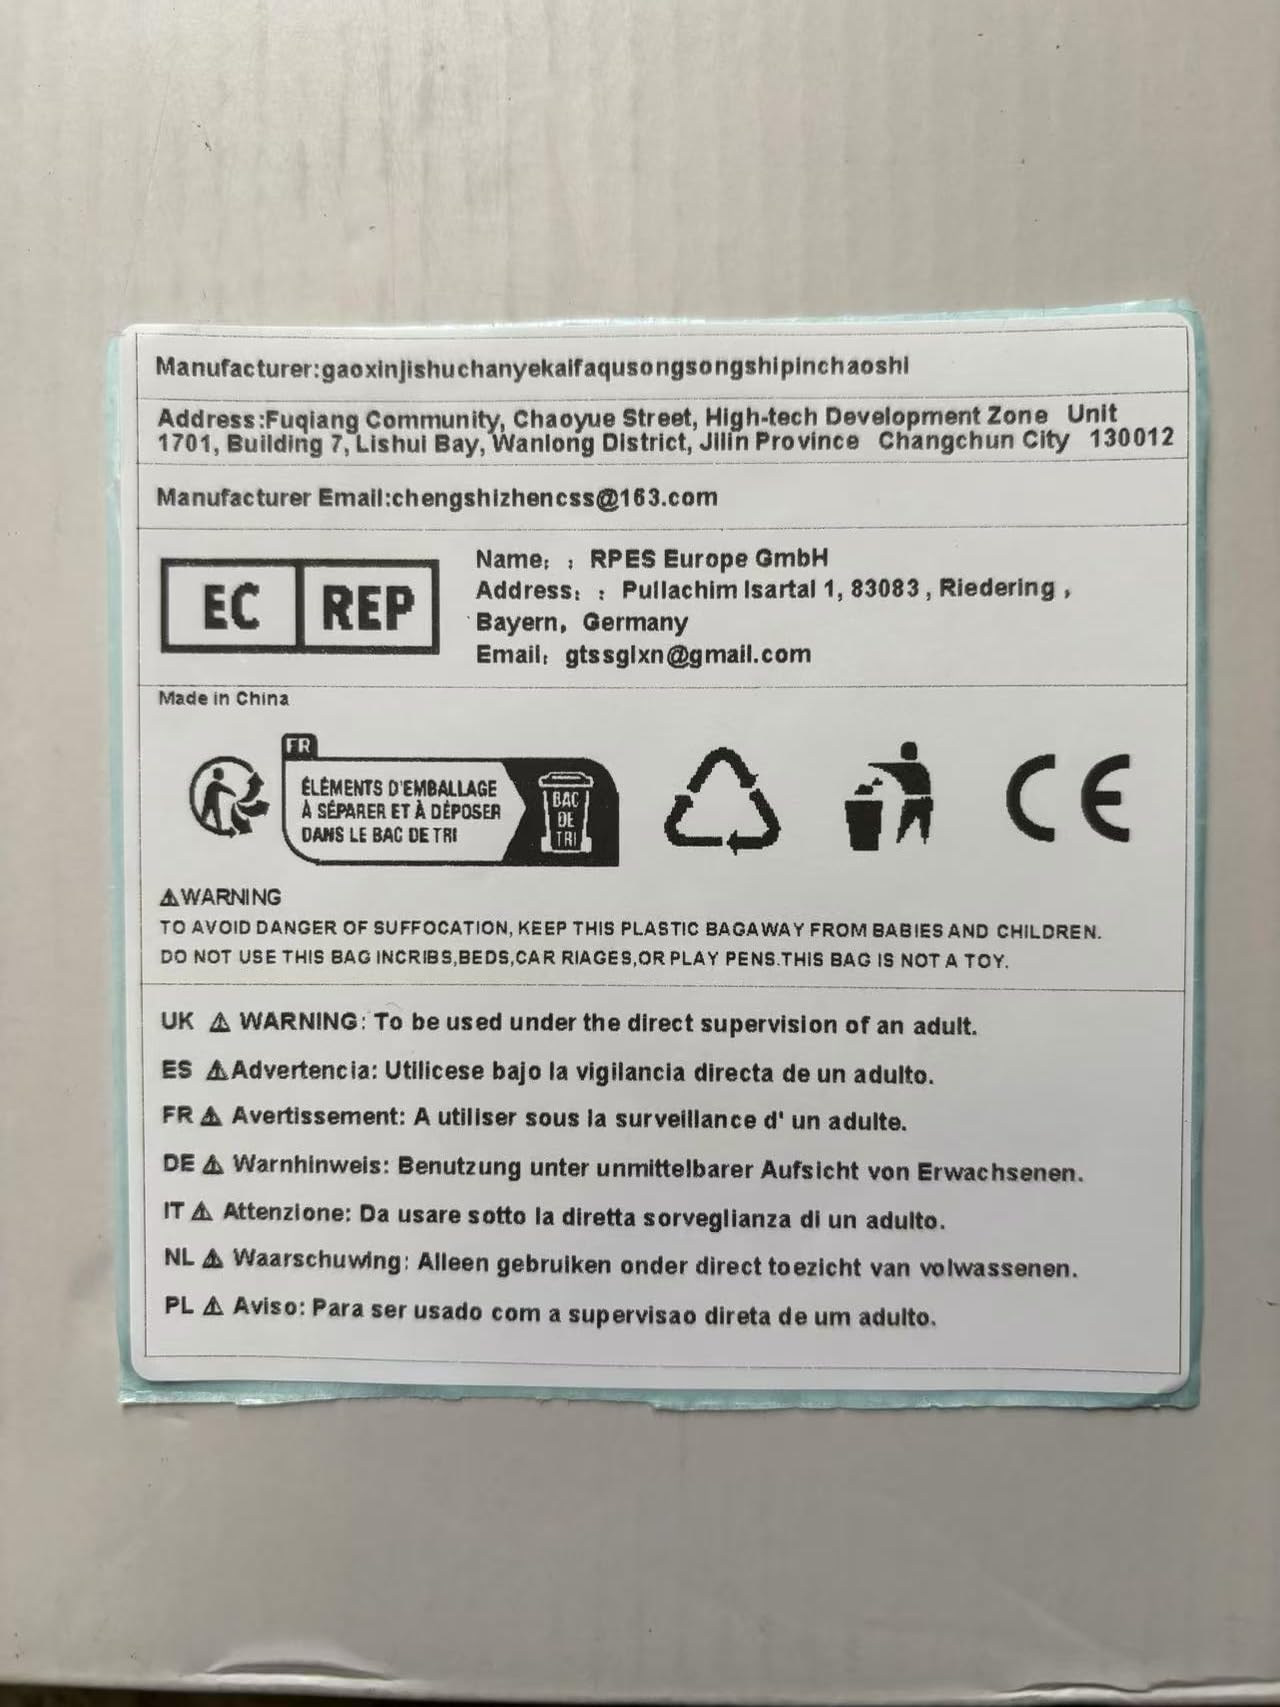 Manufacturer:gaoxinjishuchanyekaifaqusongsongshipinchaoshi
Address:Fuqiang Community, Chaoyue Street, High-tech Development Zone Unit
1701, Building 7, Lishui Bay, Wanlong District, Jilin Province Changchun City 130012
Manufacturer Email:chengshizhencss@163.com
EC REP
Name: : RPES Europe GmbH
Address: : Pullachim Isartal 1, 83083 , Riedering ,
Bayern, Germany
Email: gtssglxn@gmail.com
Made in China
FR
ÉLÉMENTS D'EMBALLAGE
À SÉPARER ET À DÉPOSER
DANS LE BAC DE TRI
BAC
DE
TRI
CE
⚠WARNING
TO AVOID DANGER OF SUFFOCATION, KEEP THIS PLASTIC BAGAWAY FROM BABIES AND CHILDREN.
DO NOT USE THIS BAG INCRIBS,BEDS,CAR RIAGES,OR PLAY PENS.THIS BAG IS NOT A TOY.
UK ⚠ WARNING: To be used under the direct supervision of an adult.
ES ⚠Advertencia: Utilicese bajo la vigilancia directa de un adulto.
FR ⚠ Avertissement: A utiliser sous la surveillance d' un adulte.
DE ⚠ Warnhinweis: Benutzung unter unmittelbarer Aufsicht von Erwachsenen.
IT ⚠ Attenzione: Da usare sotto la diretta sorveglianza di un adulto.
NL ⚠ Waarschuwing: Alleen gebruiken onder direct toezicht van volwassenen.
PL ⚠ Aviso: Para ser usado com a supervisao direta de um adulto.